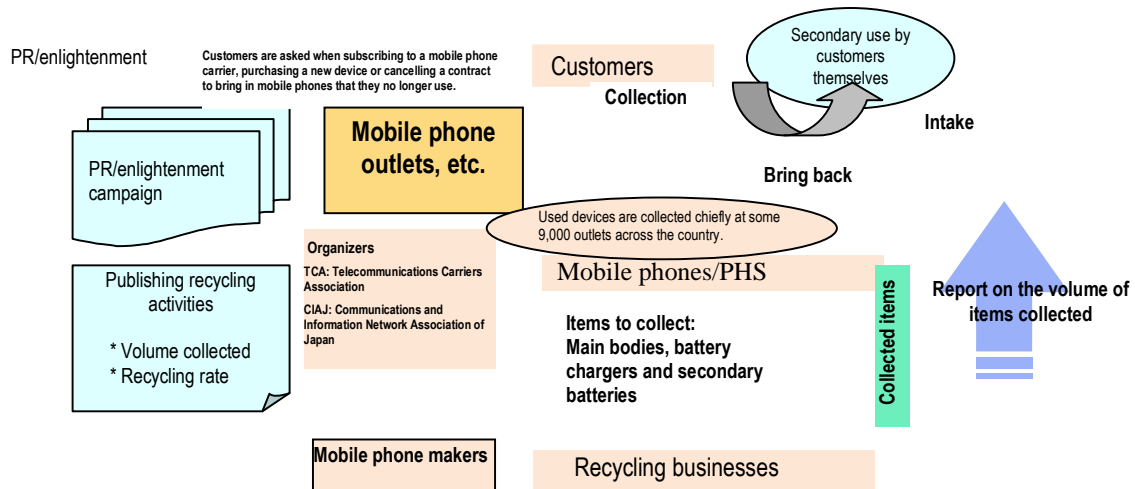 PR/enlightenment
Customers are asked when subscribing to a mobile phone
carrier, purchasing a new device or cancelling a contract
to bring in mobile phones that they no longer use.
Customers
Collection
Secondary use by
customers
themselves
Intake
Bring back
PR/enlightenment
campaign
Mobile phone
outlets, etc.
Used devices are collected chiefly at some
9,000 outlets across the country.
Organizers
TCA: Telecommunications Carriers
Association
CIAJ: Communications and
Information Network Association of
Japan
Mobile phones/PHS
Publishing recycling
activities
* Volume collected
* Recycling rate
Items to collect:
Main bodies, battery
chargers and secondary
batteries
Collected items
Report on the volume of
items collected
Mobile phone makers
Recycling businesses